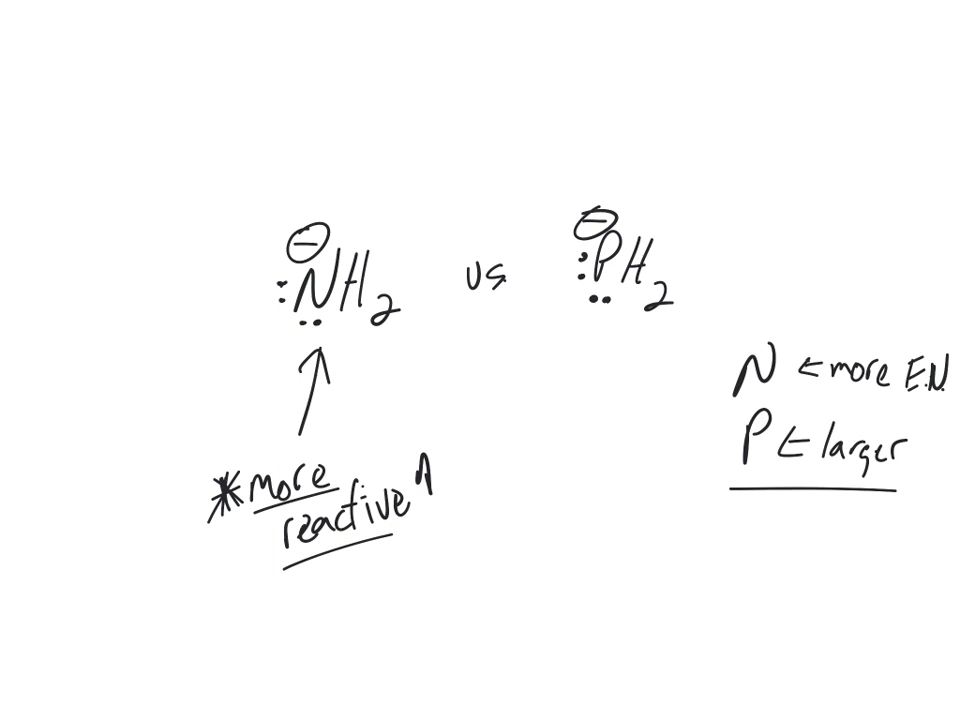 ⊖ ⊖
:NH2 vs :PH2
N ← more E.N.
P ← larger
*more
reactive